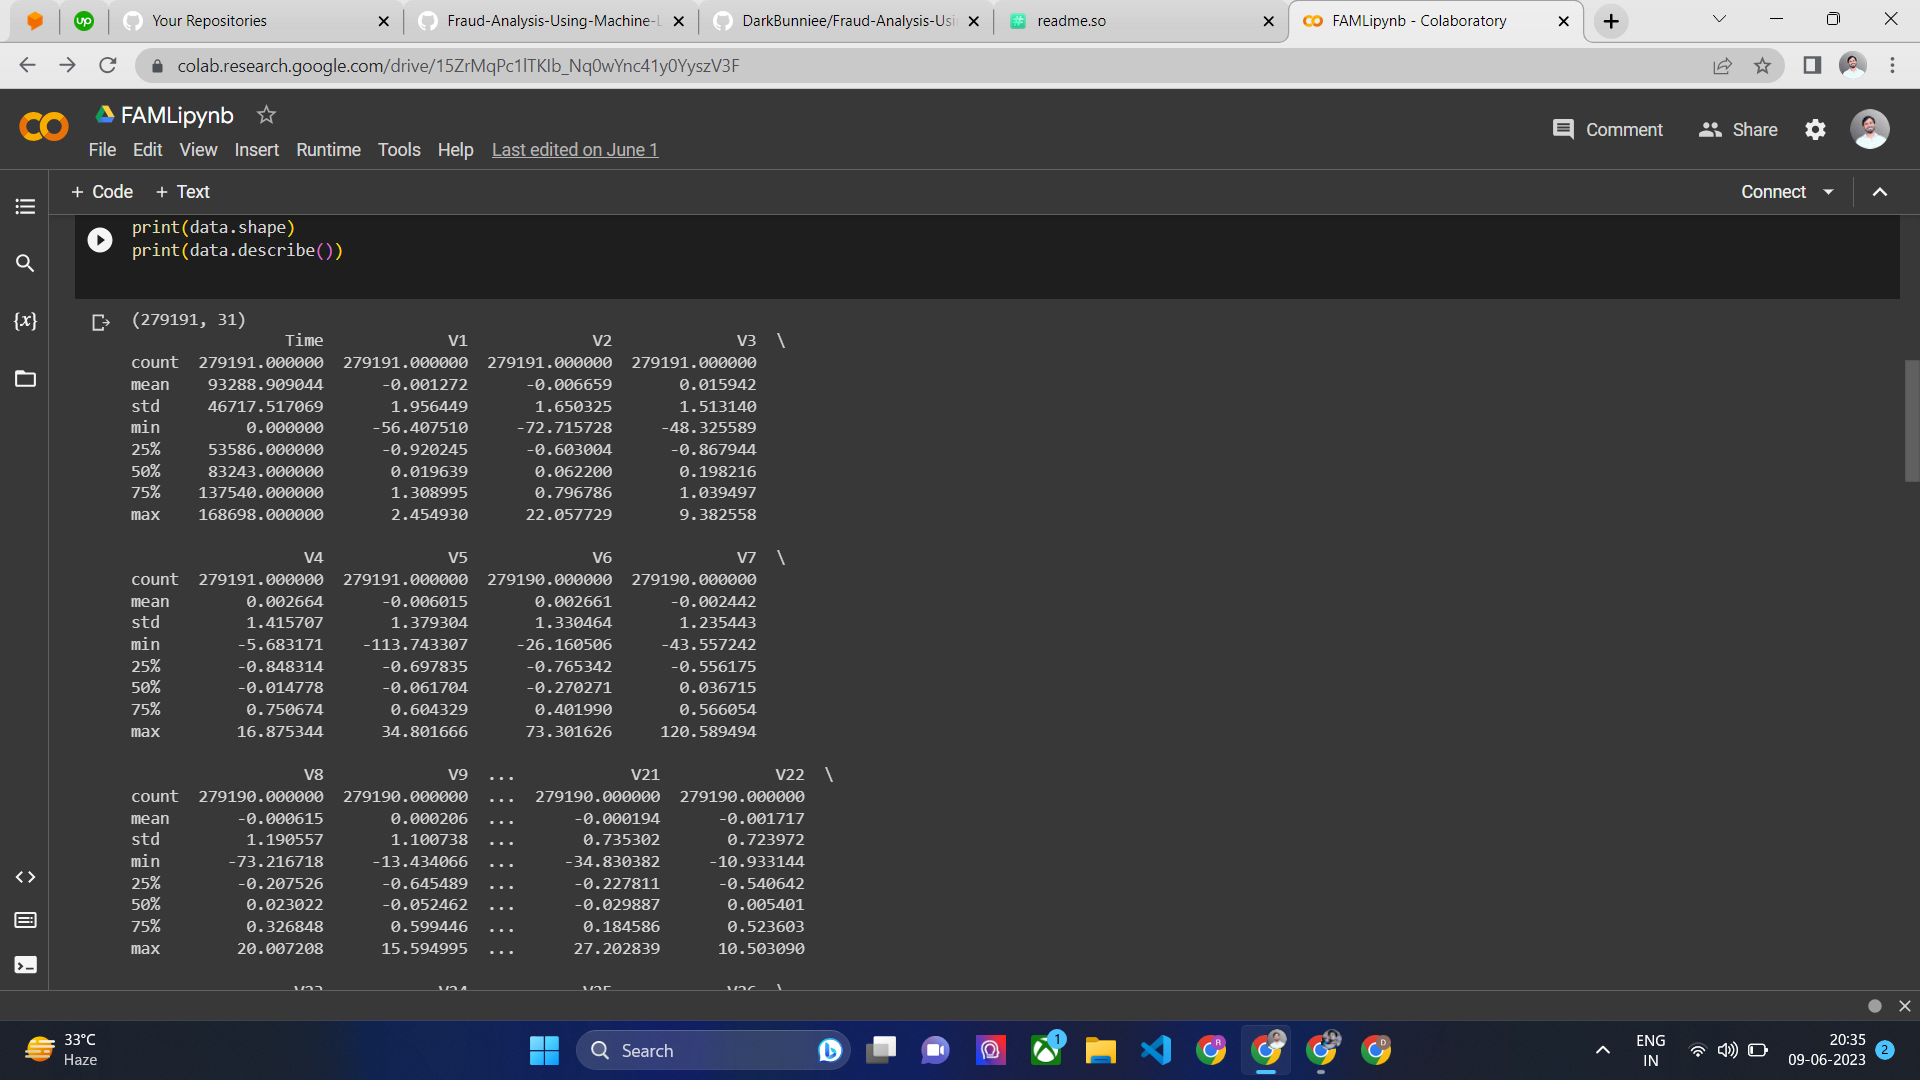 Your Repositories
Fraud-Analysis-Using-Machine-L
DarkBunniee/Fraud-Analysis-Usi
readme.so
FAMLipynb - Colaboratory
colab.research.google.com/drive/15ZrMqPc1lTKIb_Nq0wYnc41y0YyszV3F
FAMLipynb
File Edit View Insert Runtime Tools Help Last edited on June 1
Comment Share
+ Code + Text
Connect
print(data.shape)
print(data.describe())
(279191, 31)
Time V1 V2 V3 \
count 279191.000000 279191.000000 279191.000000 279191.000000
mean 93288.909044 -0.001272 -0.006659 0.015942
std 46717.517069 1.956449 1.650325 1.513140
min 0.000000 -56.407510 -72.715728 -48.325589
25% 53586.000000 -0.920245 -0.603004 -0.867944
50% 83243.000000 0.019639 0.062200 0.198216
75% 137540.000000 1.308995 0.796786 1.039497
max 168698.000000 2.454930 22.057729 9.382558
V4 V5 V6 V7 \
count 279191.000000 279191.000000 279190.000000 279190.000000
mean 0.002664 -0.006015 0.002661 -0.002442
std 1.415707 1.379304 1.330464 1.235443
min -5.683171 -113.743307 -26.160506 -43.557242
25% -0.848314 -0.697835 -0.765342 -0.556175
50% -0.014778 -0.061704 -0.270271 0.036715
75% 0.750674 0.604329 0.401990 0.566054
max 16.875344 34.801666 73.301626 120.589494
V8 V9 ... V21 V22 \
count 279190.000000 279190.000000 ... 279190.000000 279190.000000
mean -0.000615 0.000206 ... -0.000194 -0.001717
std 1.190557 1.100738 ... 0.735302 0.723972
min -73.216718 -13.434066 ... -34.830382 -10.933144
25% -0.207526 -0.645489 ... -0.227811 -0.540642
50% 0.023022 -0.052462 ... -0.029887 0.005401
75% 0.326848 0.599446 ... 0.184586 0.523603
max 20.007208 15.594995 ... 27.202839 10.503090
V23 V24 V25 V26 \
33°C
Haze
Search
ENG
IN
20:35
09-06-2023
2